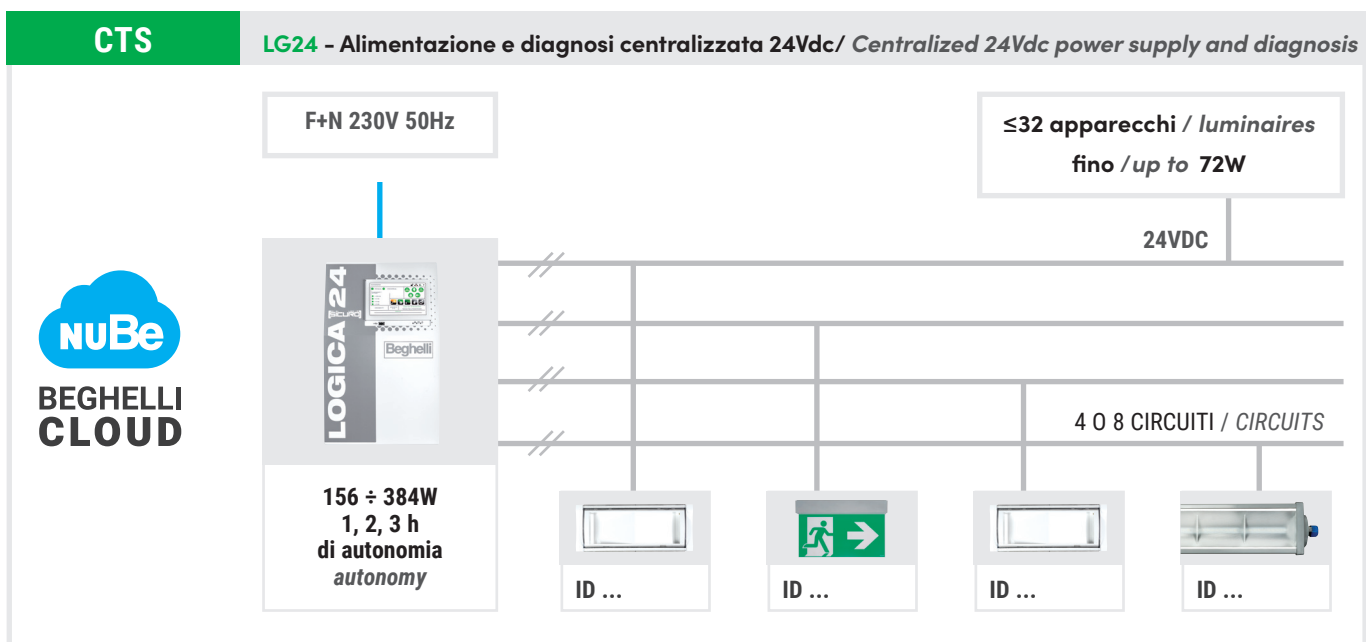 CTS
LG24 - Alimentazione e diagnosi centralizzata 24Vdc/ Centralized 24Vdc power supply and diagnosis
F+N 230V 50Hz
≤32 apparecchi / luminaires
fino /up to 72W
24VDC
LOGICA 24
Beghelli
NUBe
BEGHELLI
CLOUD
4 O 8 CIRCUITI / CIRCUITS
156 ÷ 384W
1, 2, 3 h
di autonomia
autonomy
ID ...
ID ...
ID ...
ID ...